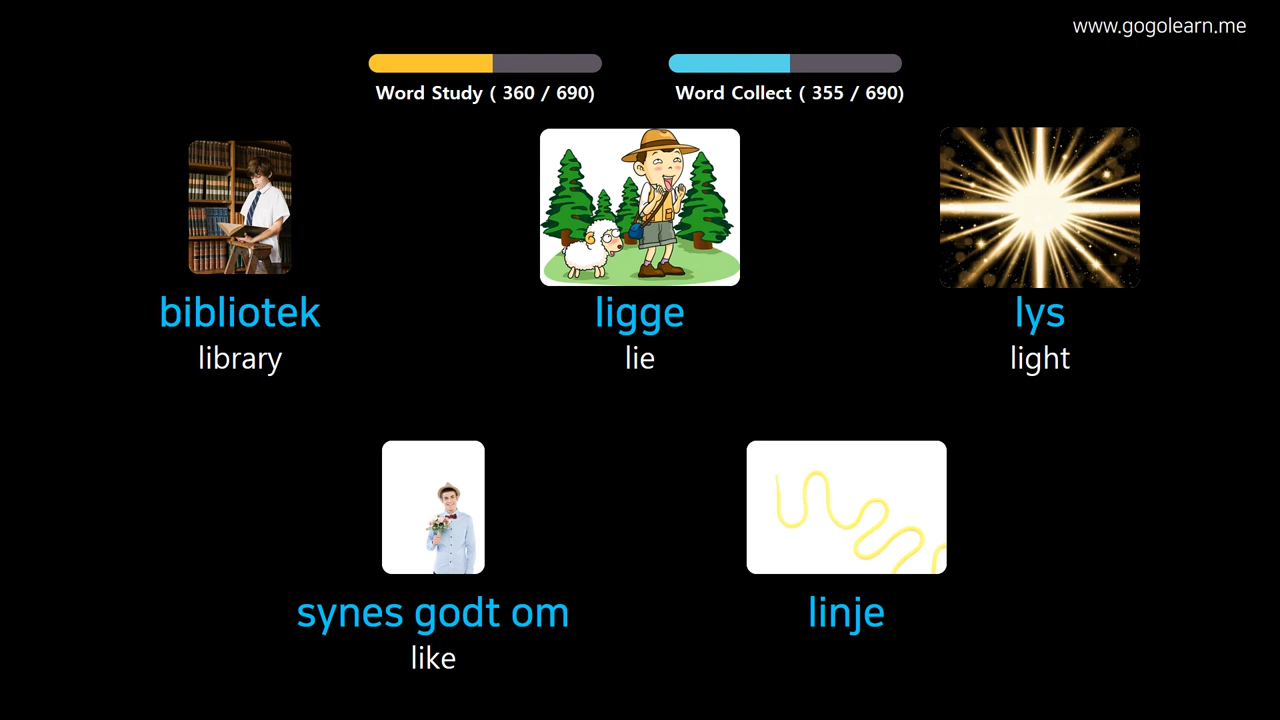 www.gogolearn.me
Word Study ( 360 / 690)
Word Collect ( 355 / 690)
bibliotek
library
ligge
lie
lys
light
synes godt om
like
linje